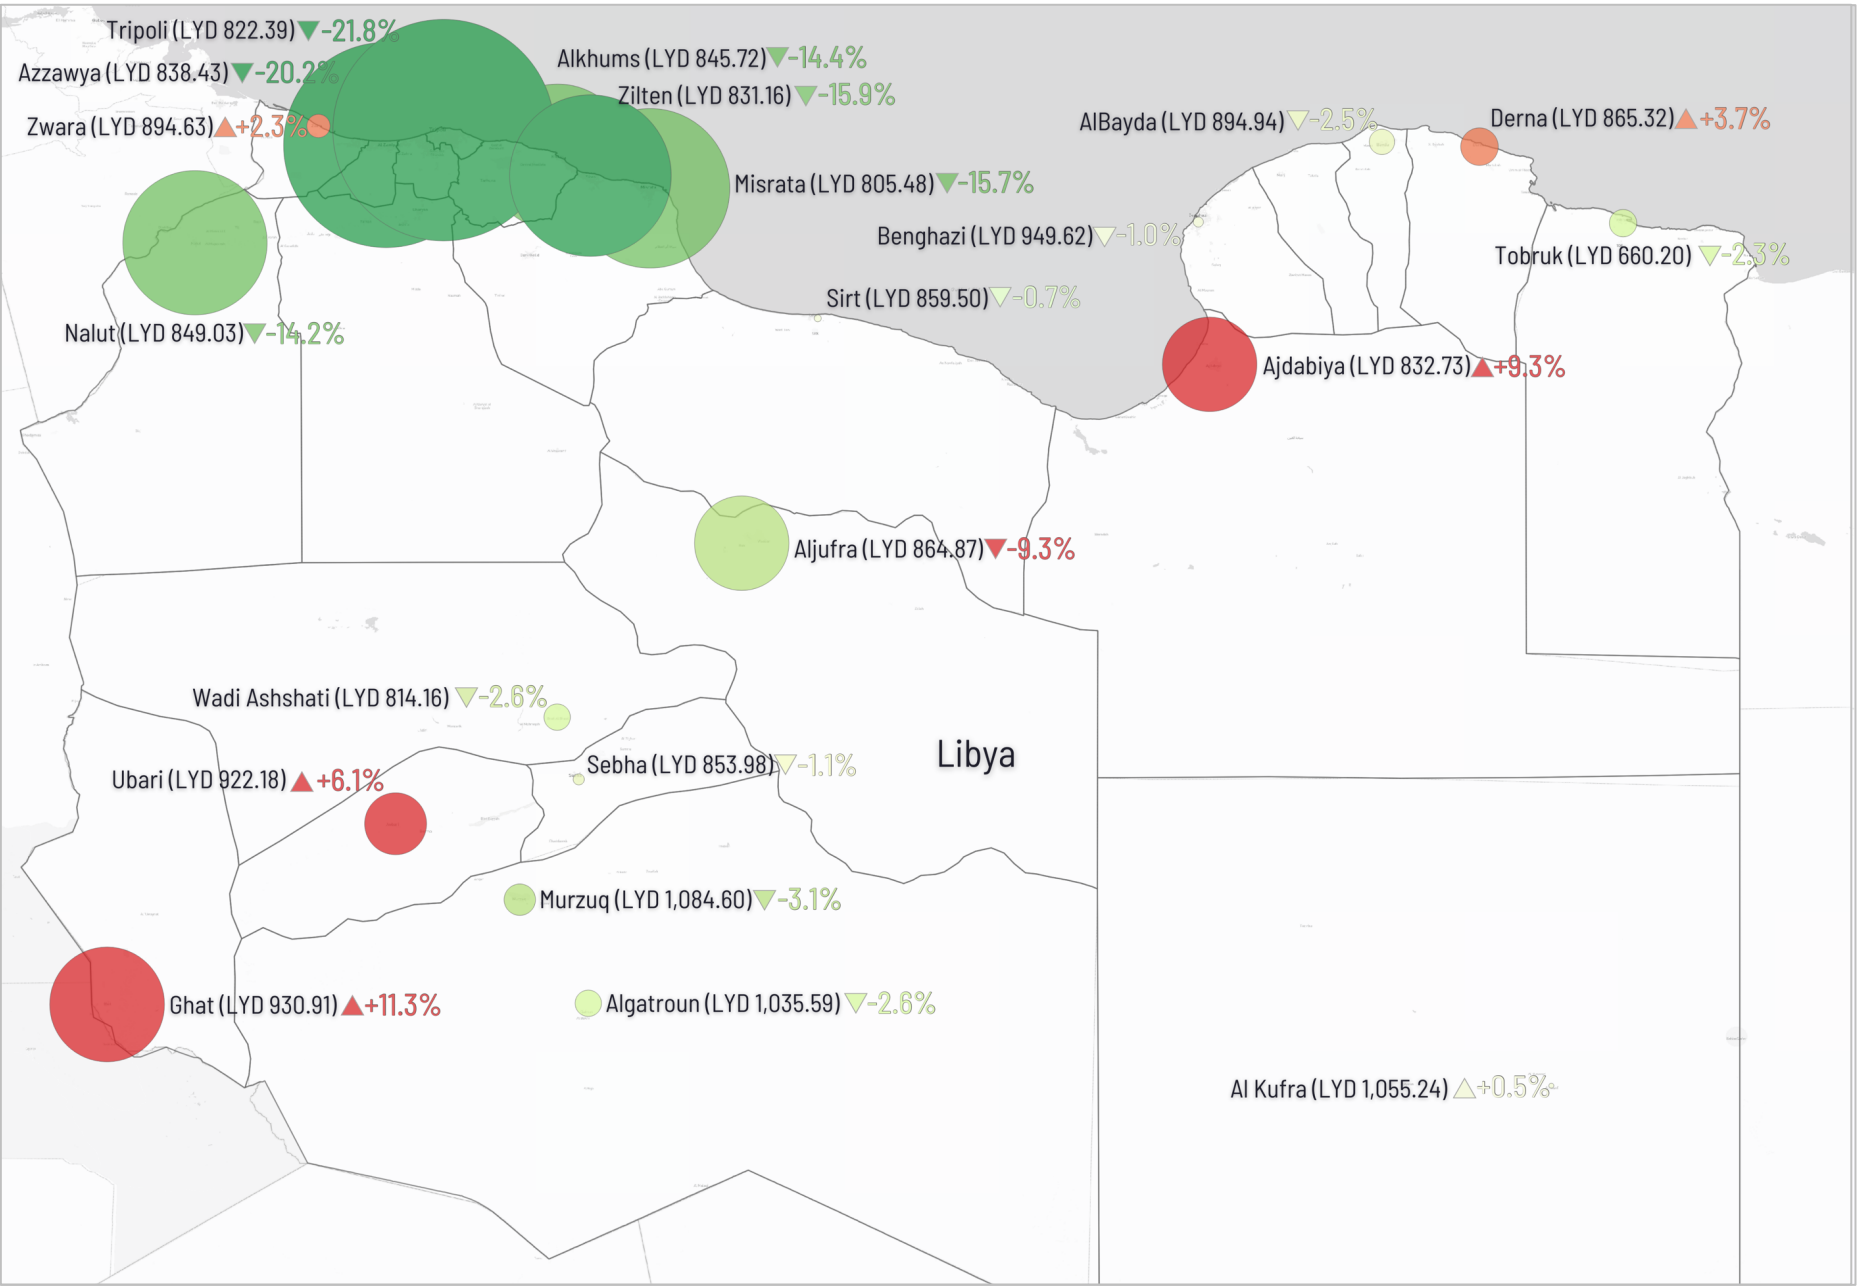 Tripoli (LYD 822.39) ▼-21.8%
Alkhums (LYD 845.72) ▼-14.4%
Azzawya (LYD 838.43) ▼-20.2%
Zilten (LYD 831.16) ▼-15.9%
Zwara (LYD 894.63) ▲+2.3%
AlBayda (LYD 894.94) ▽-2.5%
Derna (LYD 865.32) ▲+3.7%
Misrata (LYD 805.48) ▼-15.7%
Benghazi (LYD 949.62) ▽-1.0%
Tobruk (LYD 660.20) ▽-2.3%
Sirt (LYD 859.50) ▽-0.7%
Nalut (LYD 849.03) ▼-14.2%
Ajdabiya (LYD 832.73) ▲+9.3%
Aljufra (LYD 864.87) ▼-9.3%
Wadi Ashshati (LYD 814.16) ▽-2.6%
Libya
Sebha (LYD 853.98) ▽-1.1%
Ubari (LYD 922.18) ▲ +6.1%
Murzuq (LYD 1,084.60) ▽-3.1%
Ghat (LYD 930.91) ▲+11.3%
Algatroun (LYD 1,035.59) ▽-2.6%
Al Kufra (LYD 1,055.24) △+0.5%